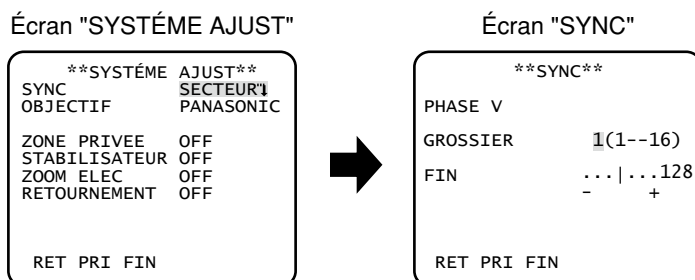 Écran "SYSTÉME AJUST"
**SYSTÉME AJUST**
SYNC SECTEUR↵
OBJECTIF PANASONIC
ZONE PRIVEE OFF
STABILISATEUR OFF
ZOOM ELEC OFF
RETOURNEMENT OFF
RET PRI FIN
Écran "SYNC"
**SYNC**
PHASE V
GROSSIER 1(1--16)
FIN ...|...128
- +
RET PRI FIN